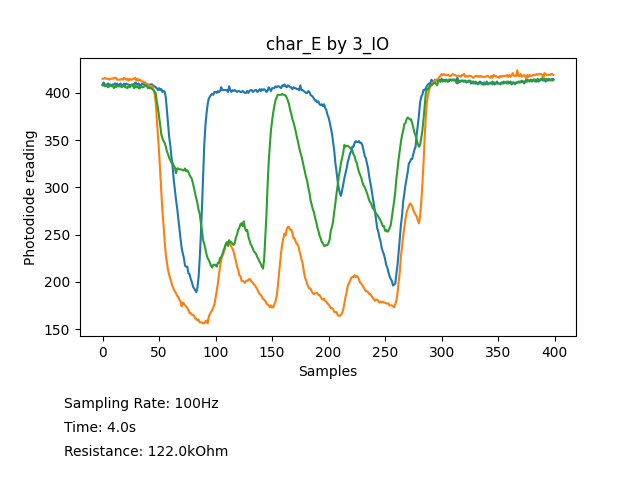 char_E by 3_IO
Photodiode reading
400
350
300
250
200
150
0 50 100 150 200 250 300 350 400
Samples
Sampling Rate: 100Hz
Time: 4.0s
Resistance: 122.0kOhm